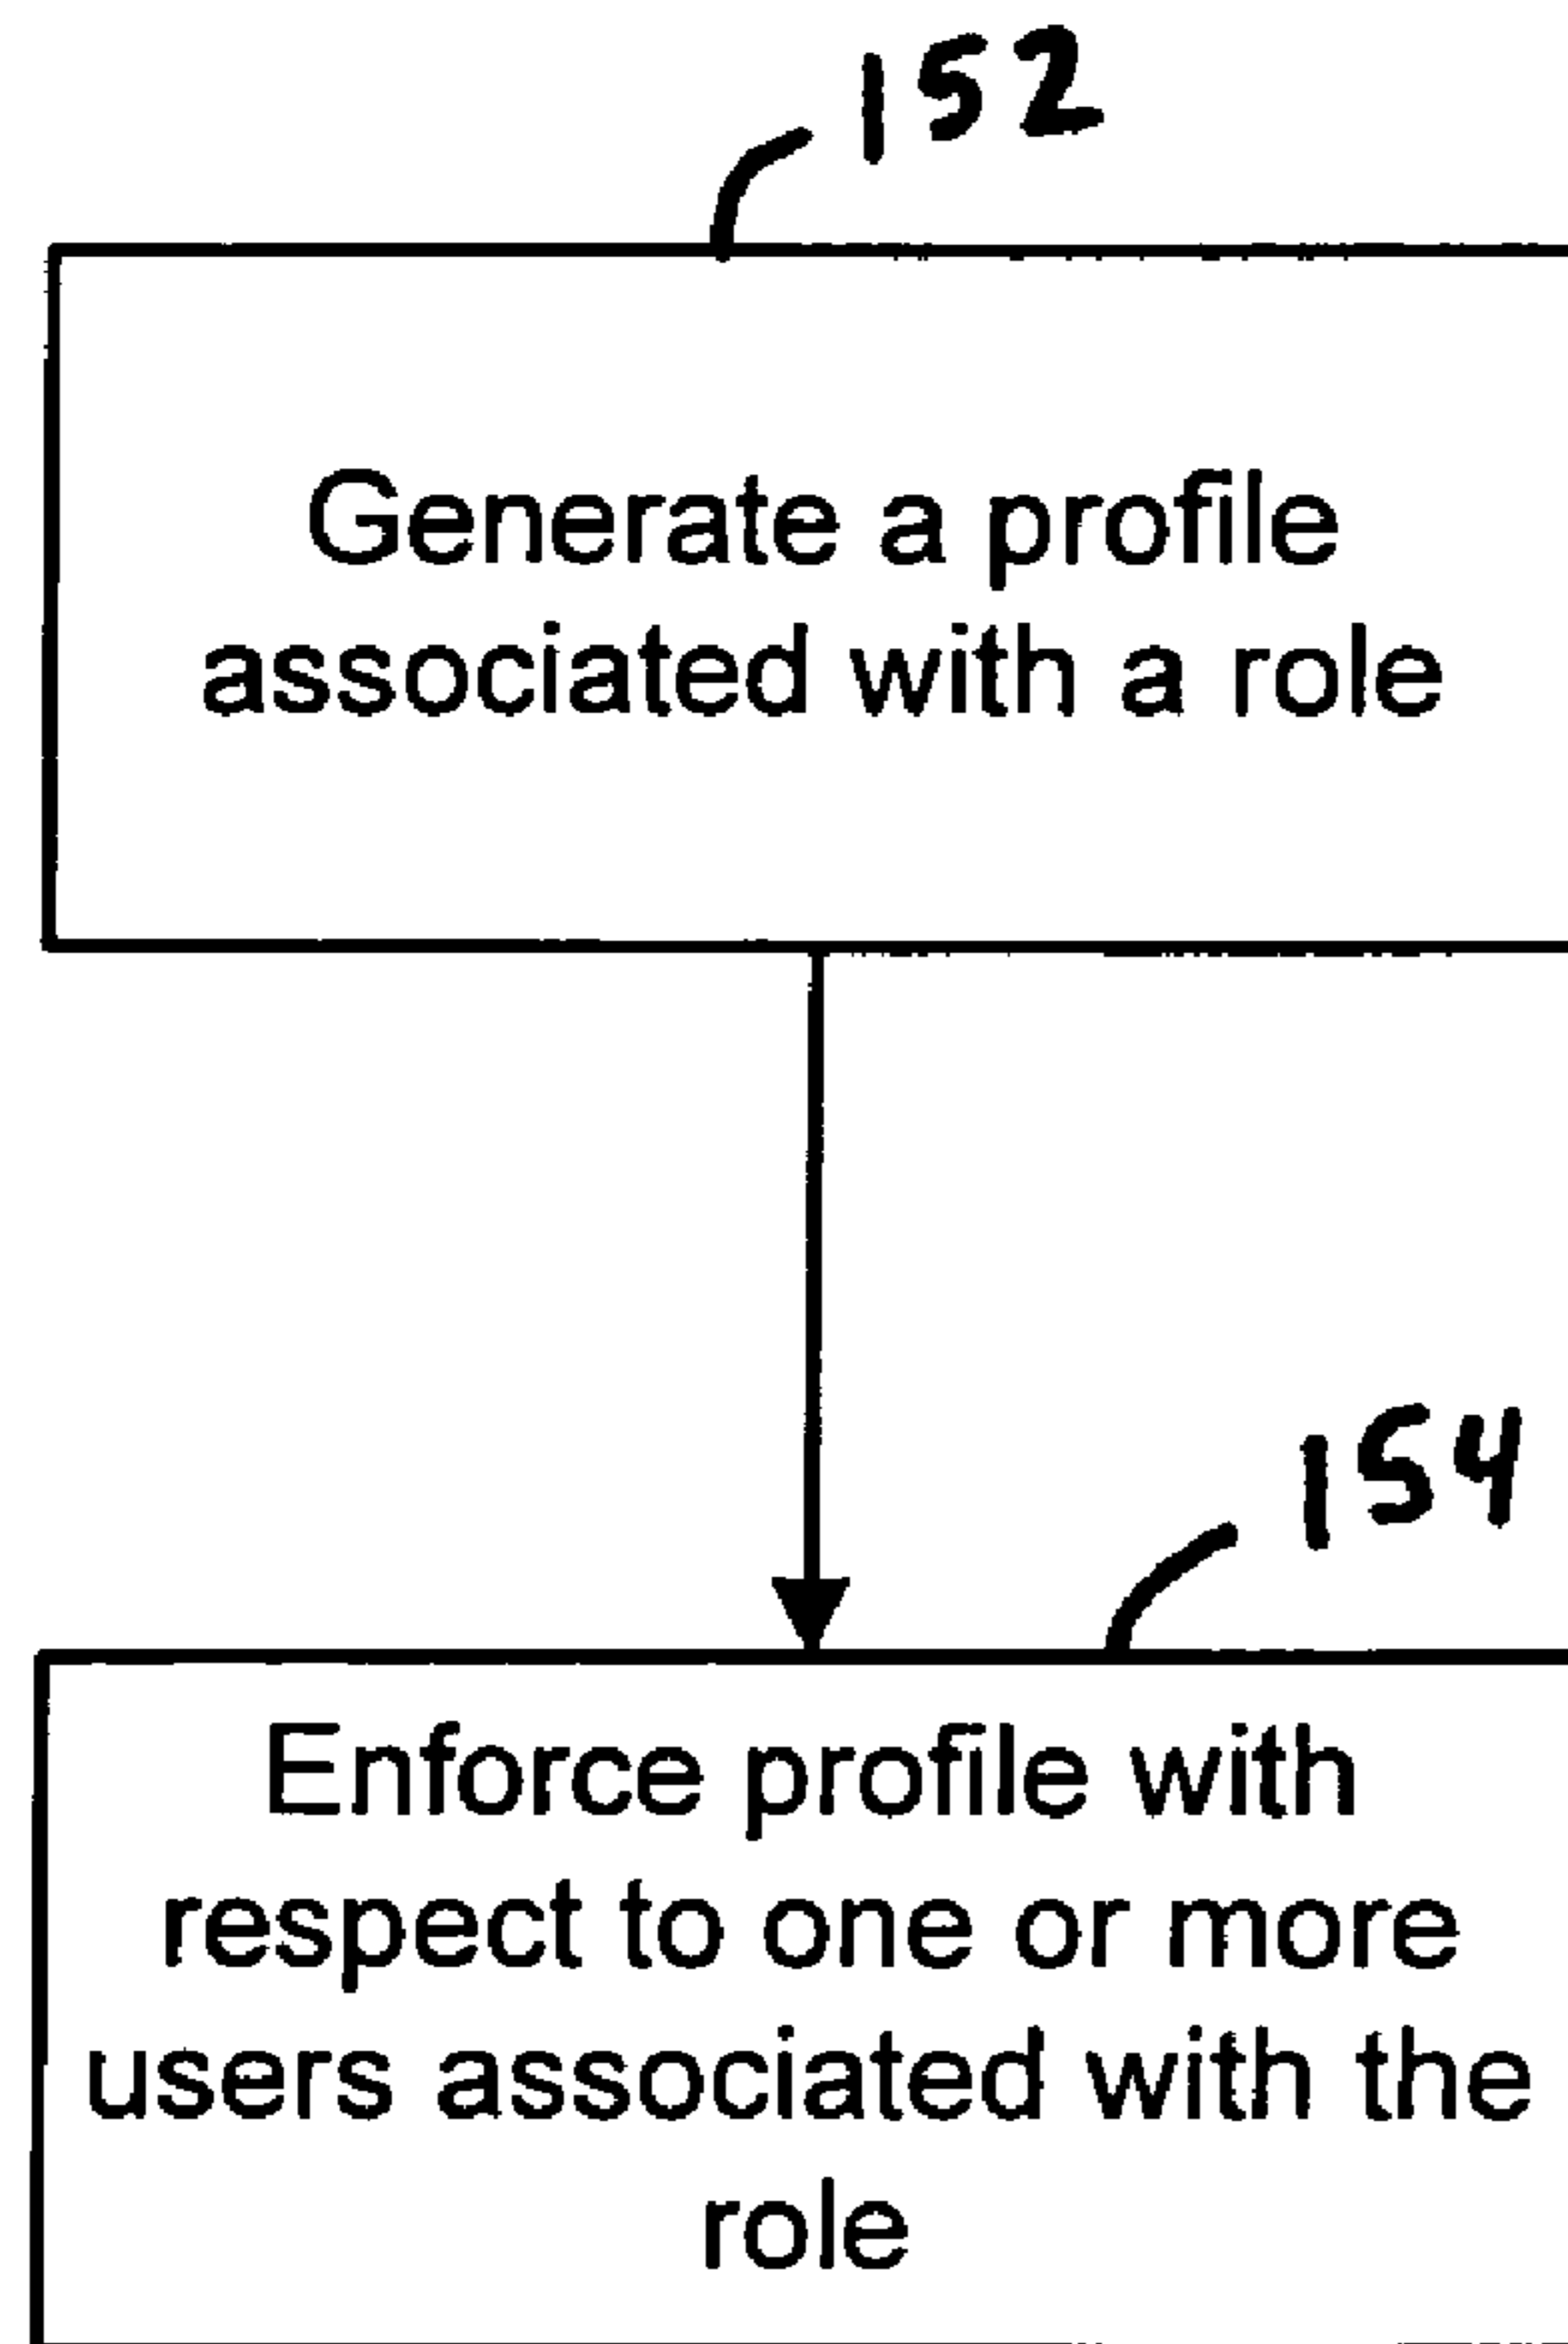 152
Generate a profile
associated with a role
154
Enforce profile with
respect to one or more
users associated with the
role